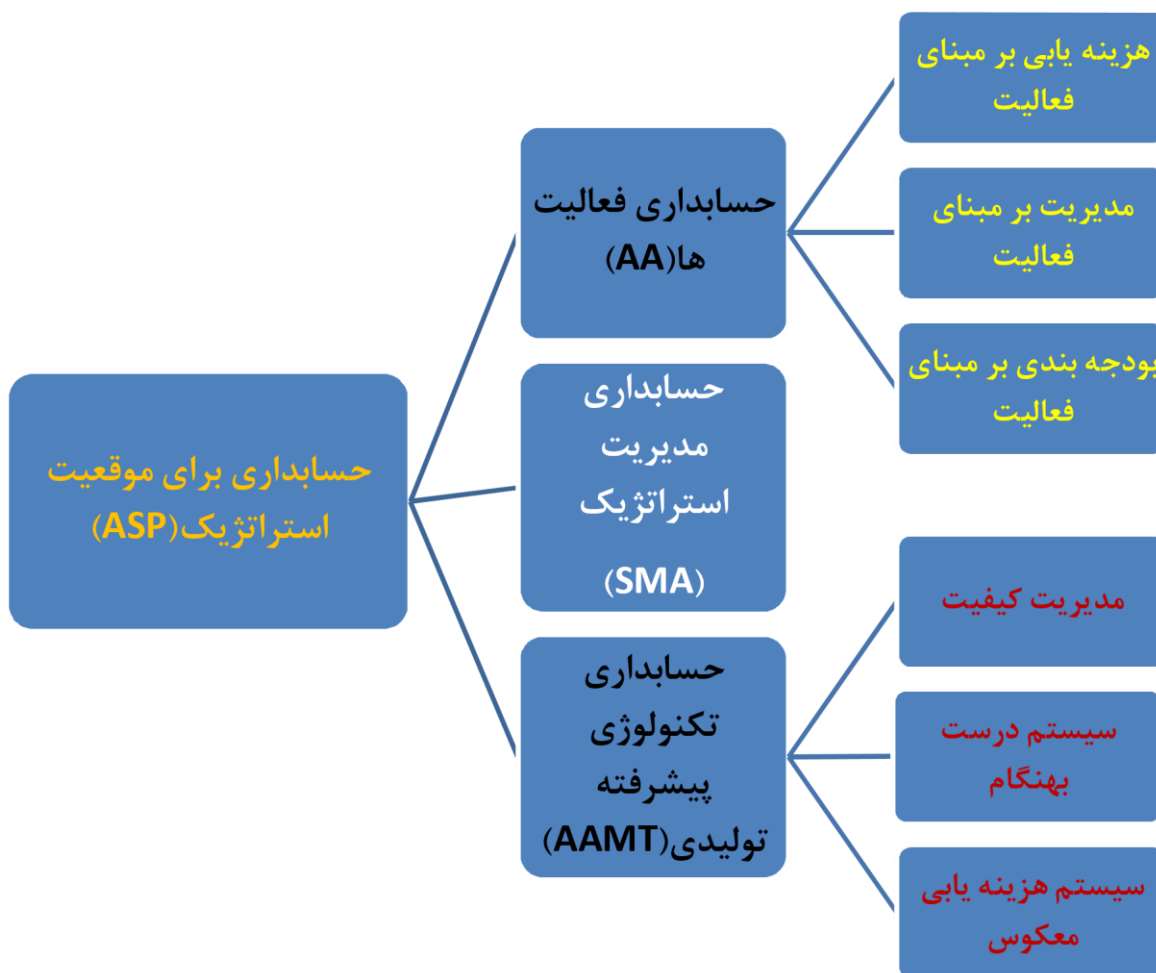 حسابداری برای موقعیت
استراتژیک(ASP)
حسابداری فعالیت
ها(AA)
هزینه یابی بر مبنای
فعالیت
مدیریت بر مبنای
فعالیت
بودجه بندی بر مبنای
فعالیت
حسابداری
مدیریت
استراتژیک
(SMA)
حسابداری
تکنولوژی
پیشرفته
تولیدی(AAMT)
مدیریت کیفیت
سیستم درست
بهنگام
سیستم هزینه یابی
معکوس